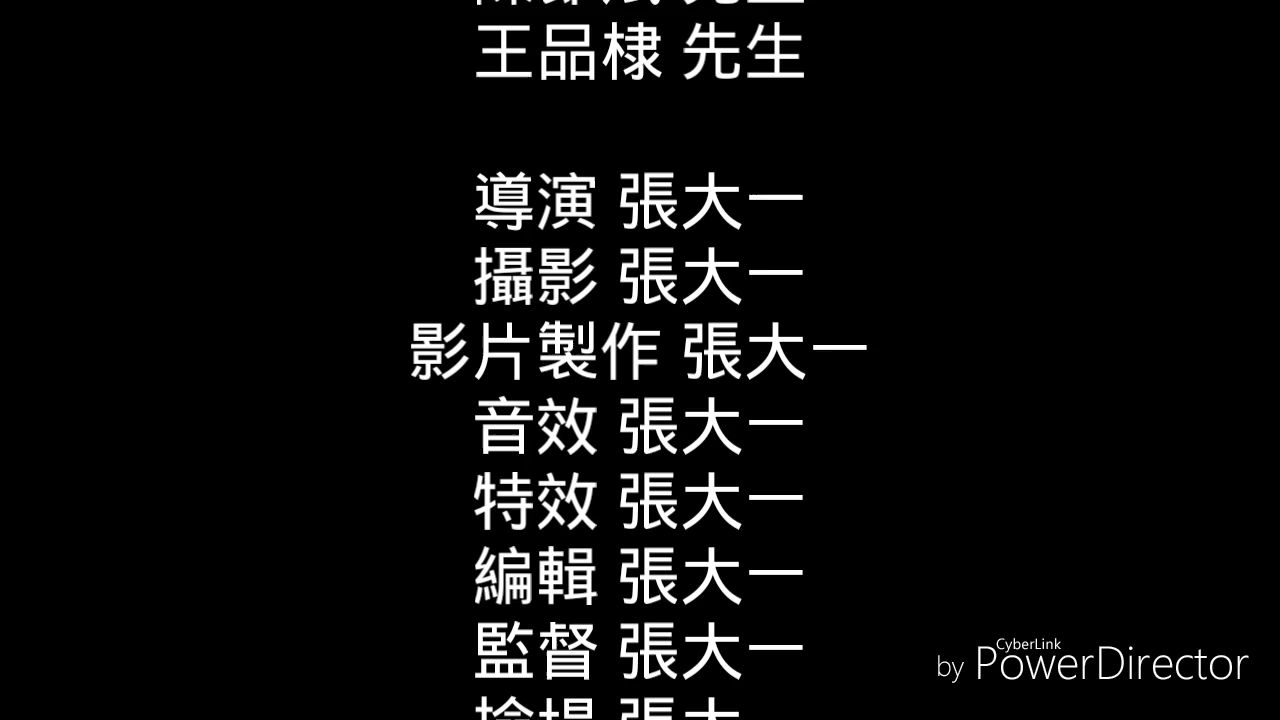 王品棣 先生
導演 張大一
攝影 張大一
影片製作 張大一
音效 張大一
特效 張大一
編輯 張大一
監督 張大一
CyberLink
by PowerDirector